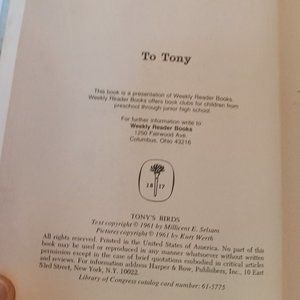 To Tony
This book is a presentation of Weekly Reader Books.
Weekly Reader Books offers book clubs for children from
preschool through junior high school.
For further information write to
Weekly Reader Books
1250 Fairwood Ave.
Columbus, Ohio 43216
18 17
TONY'S BIRDS
Text copyright © 1961 by Millicent E. Selsam
Pictures copyright © 1961 by Kurt Werth
All rights reserved. Printed in the United States of America. No part of this
book may be used or reproduced in any manner whatsoever without written
permission except in the case of brief quotations embodied in critical articles
and reviews. For information address Harper & Row, Publishers, Inc., 10 East
53rd Street, New York, N.Y. 10022.
Library of Congress catalog card number: 61-5775